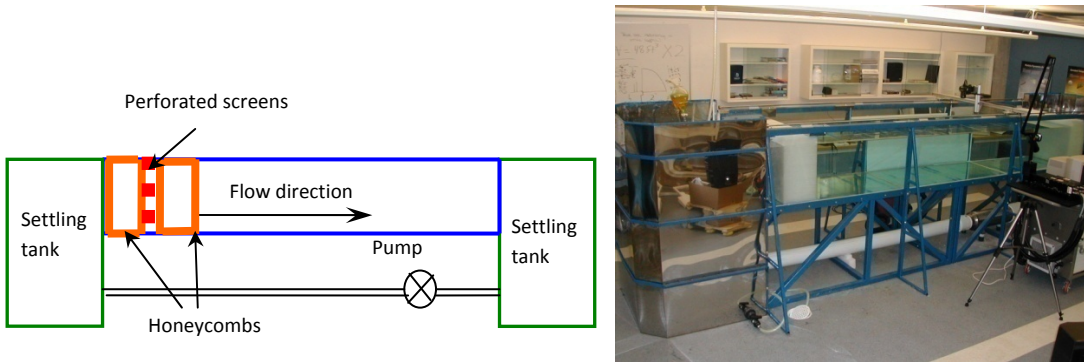 Perforated screens
Settling
tank
Flow direction
Pump
Settling
tank
Honeycombs